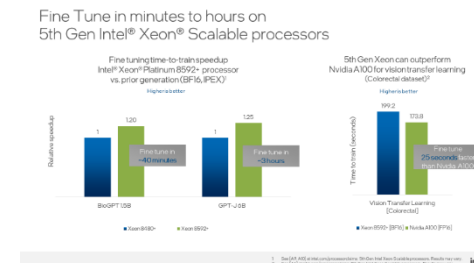 Fine Tune in minutes to hours on
5th Gen Intel® Xeon® Scalable processors
Fine tuning time-to-train speedup
Intel® Xeon® Platinum 8592+ processor
vs. prior generation (BF16, IPEX)¹
Higher is better
Relative speedup
1
1.20
1
1.25
Fine tune in
~40 minutes
Fine tune in
~3 hours
BioGPT 1.5B
GPT-J 6B
Xeon 8480+
Xeon 8592+
5th Gen Xeon can outperform
Nvidia A100 for vision transfer learning
(Colorectal dataset)²
Higher is better
Time to train (seconds)
199.2
173.8
Fine tune
25 seconds faster
than Nvidia A100
Vision Transfer Learning
[Colorectal]
Xeon 8592+ [BF16]
Nvidia A100 [FP16]